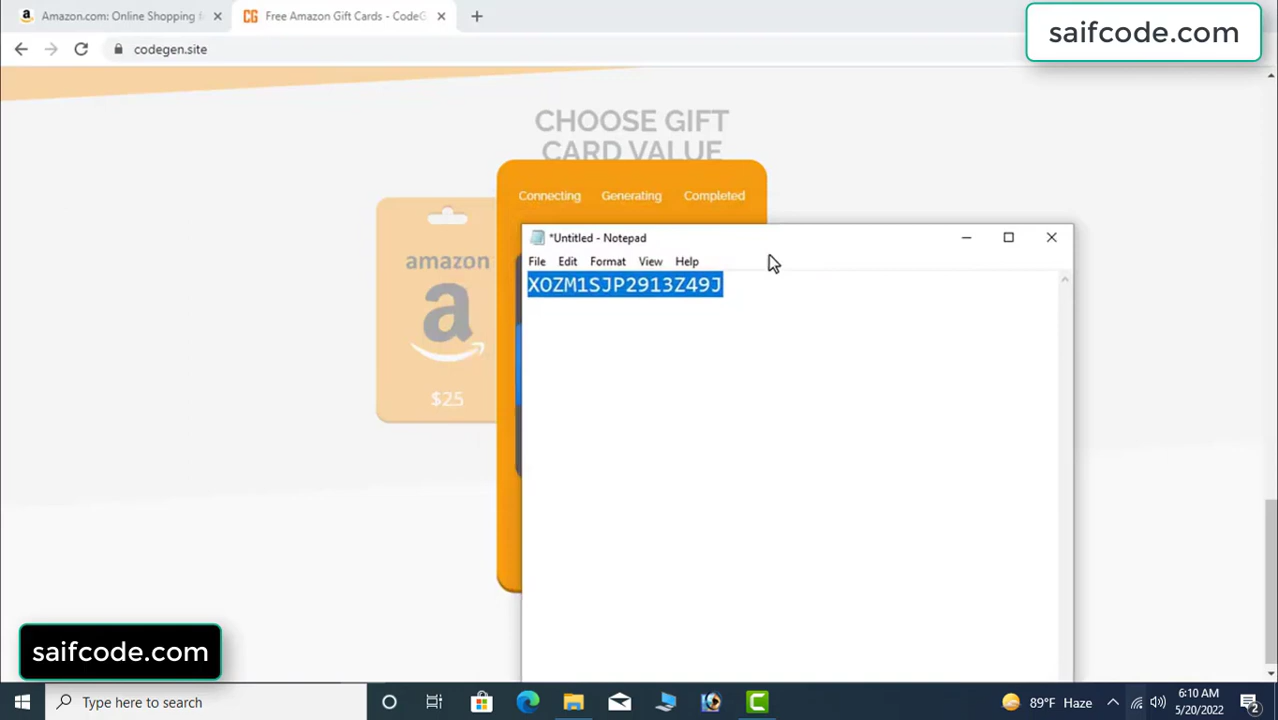 Amazon.com: Online Shopping f
Free Amazon Gift Cards - CodeG
saifcode.com
codegen.site
CHOOSE GIFT
CARD VALUE
Connecting Generating Completed
*Untitled - Notepad
File Edit Format View Help
XOZM1SJP2913Z49J
amazon
a
$25
saifcode.com
Type here to search
89°F Haze
6:10 AM
5/20/2022
2